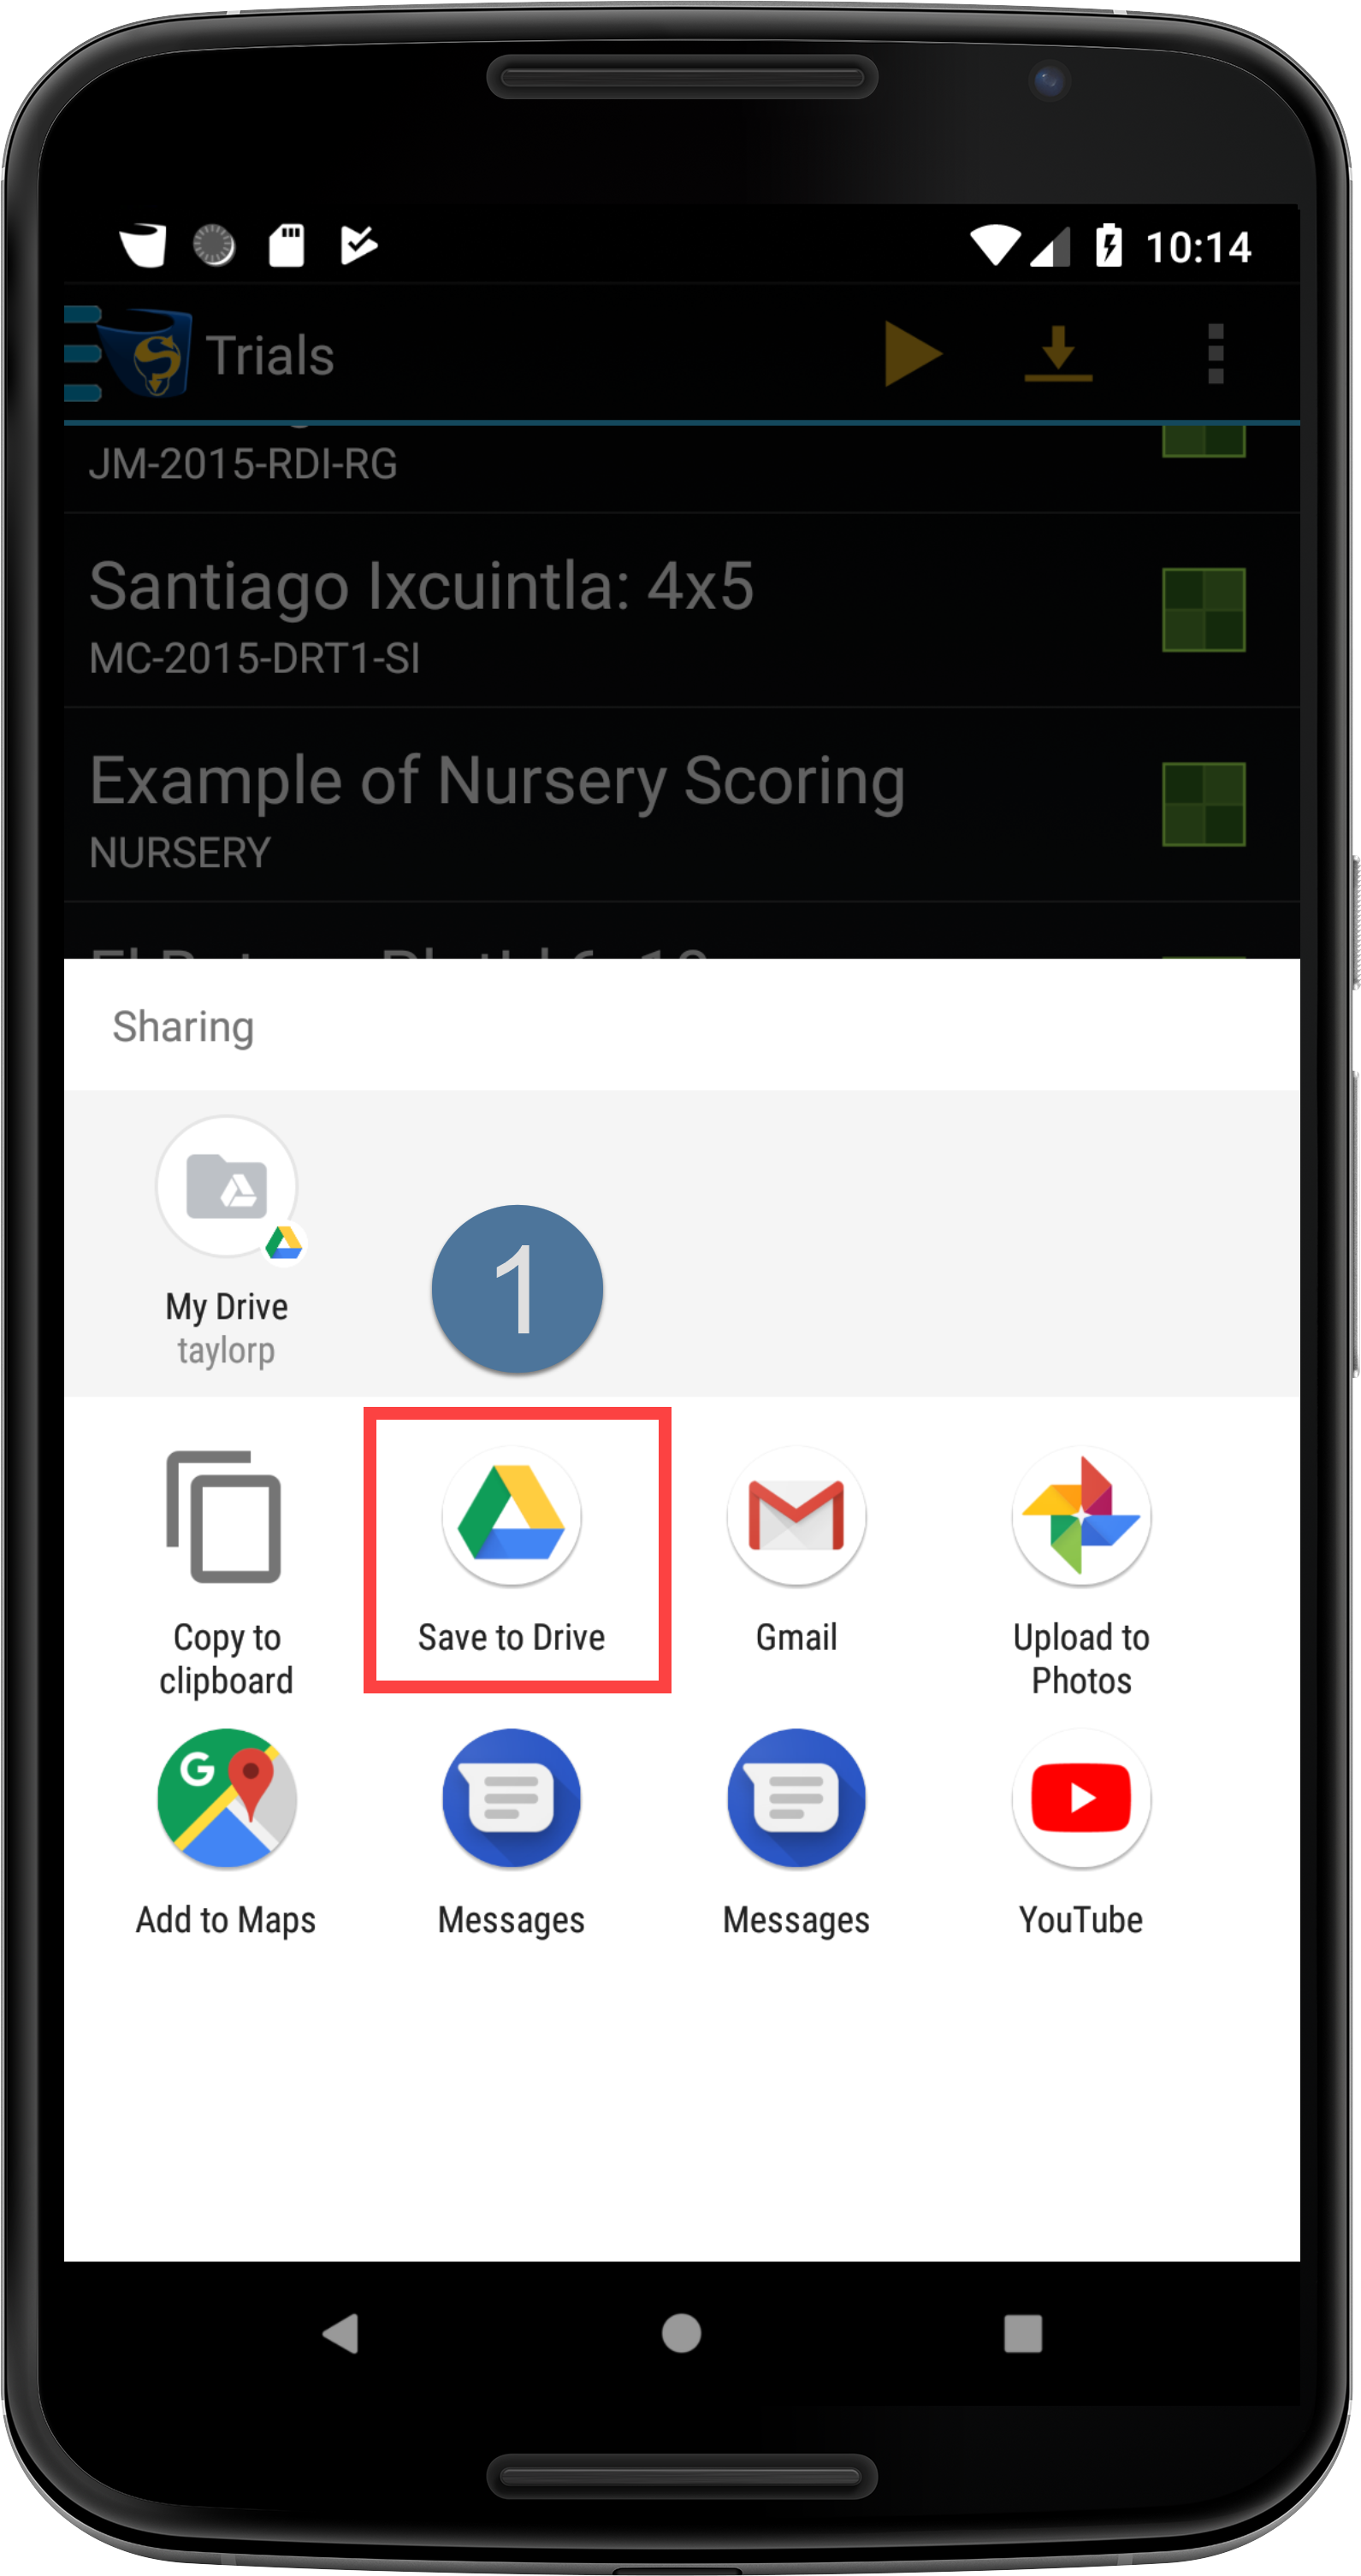 10:14
Trials
JM-2015-RDI-RG
Santiago Ixcuintla: 4x5
MC-2015-DRT1-SI
Example of Nursery Scoring
NURSERY
Sharing
My Drive
taylorp
1
Copy to
clipboard
Save to Drive
Gmail
Upload to
Photos
Add to Maps
Messages
Messages
YouTube